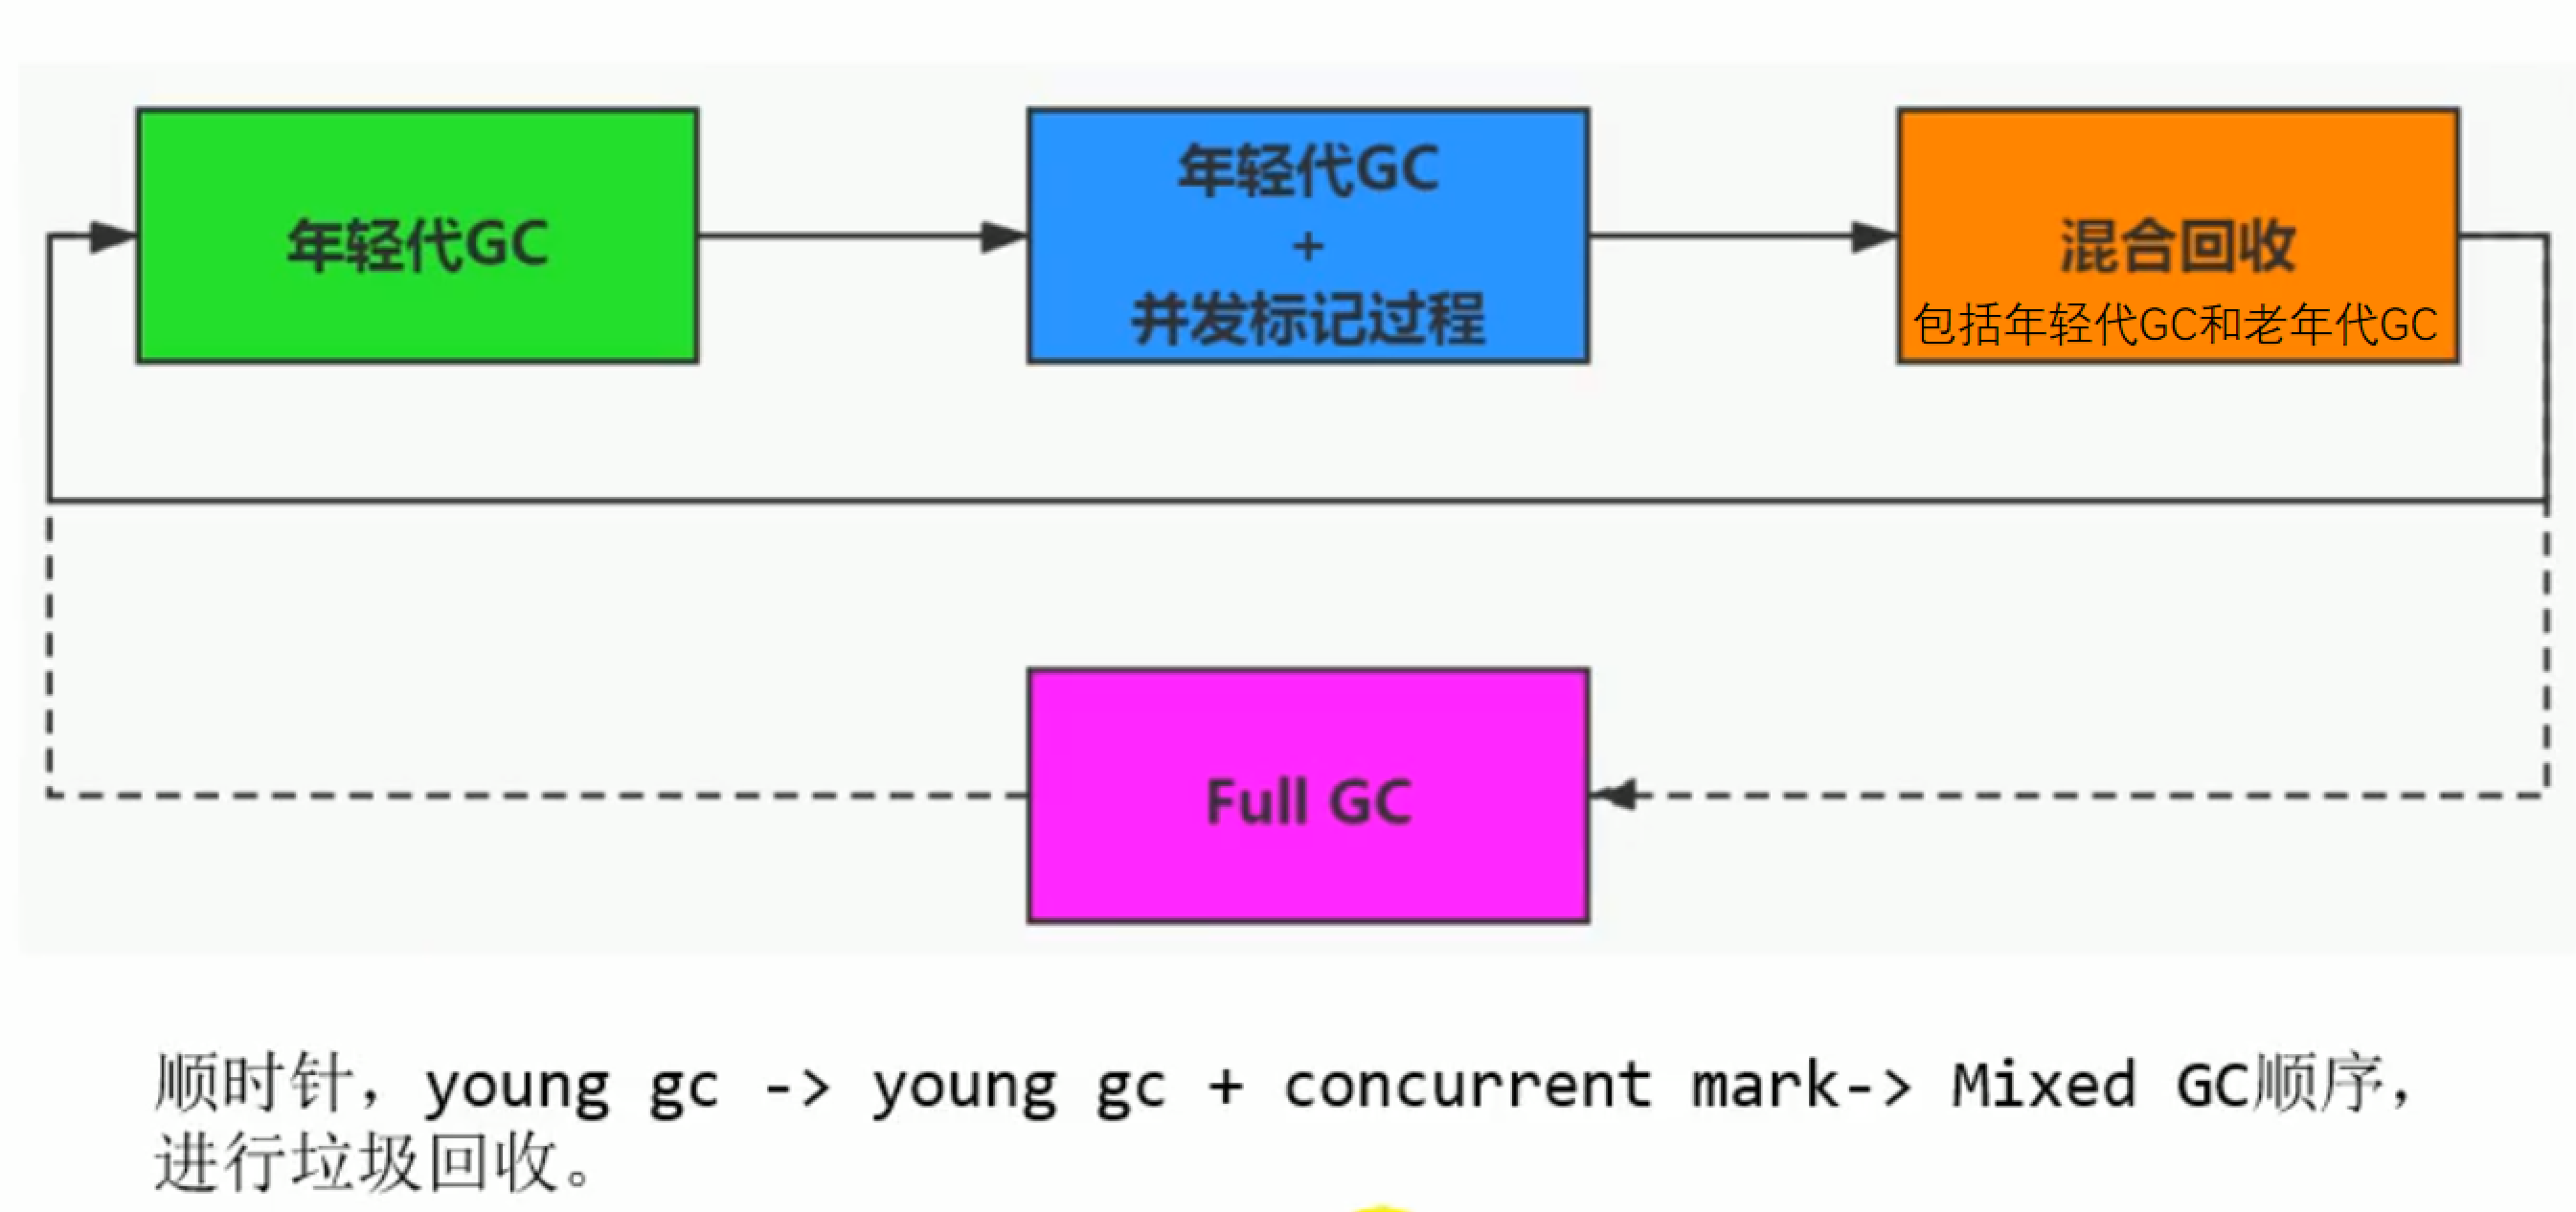 年轻代GC
年轻代GC
+
并发标记过程
混合回收
包括年轻代GC和老年代GC
Full GC
顺时针，young gc -> young gc + concurrent mark-> Mixed GC顺序，
进行垃圾回收。